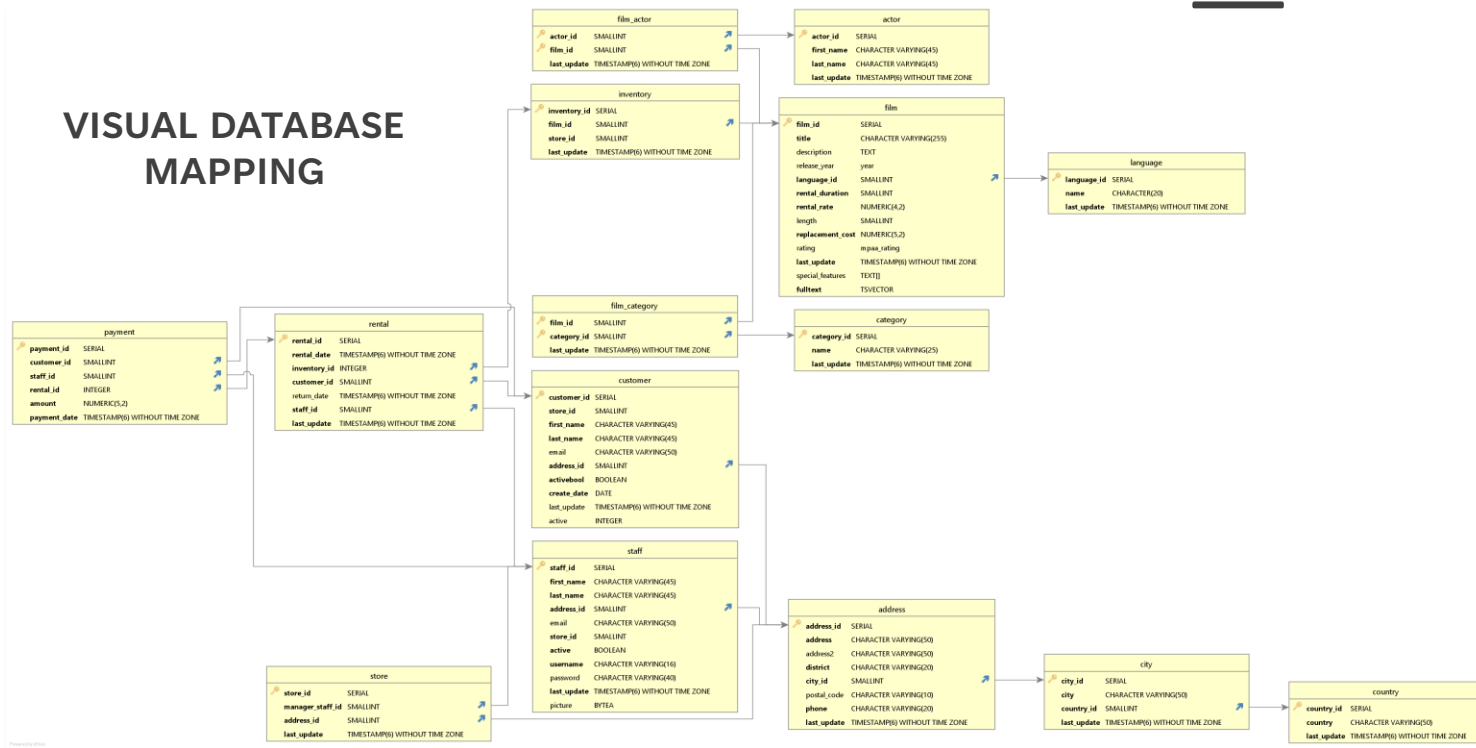 VISUAL DATABASE
MAPPING
film_actor
actor_id SMALLINT
film_id SMALLINT
last_update TIMESTAMP(6) WITHOUT TIME ZONE
actor
actor_id SERIAL
first_name CHARACTER VARYING(45)
last_name CHARACTER VARYING(45)
last_update TIMESTAMP(6) WITHOUT TIME ZONE
inventory
inventory_id SERIAL
film_id SMALLINT
store_id SMALLINT
last_update TIMESTAMP(6) WITHOUT TIME ZONE
film
film_id SERIAL
title CHARACTER VARYING(255)
description TEXT
release_year year
language_id SMALLINT
rental_duration SMALLINT
rental_rate NUMERIC(4,2)
length SMALLINT
replacement_cost NUMERIC(5,2)
rating mpaa_rating
last_update TIMESTAMP(6) WITHOUT TIME ZONE
special_features TEXT[]
fulltext TSVECTOR
language
language_id SERIAL
name CHARACTER(20)
last_update TIMESTAMP(6) WITHOUT TIME ZONE
payment
payment_id SERIAL
customer_id SMALLINT
staff_id SMALLINT
rental_id INTEGER
amount NUMERIC(5,2)
payment_date TIMESTAMP(6) WITHOUT TIME ZONE
rental
rental_id SERIAL
rental_date TIMESTAMP(6) WITHOUT TIME ZONE
inventory_id INTEGER
customer_id SMALLINT
return_date TIMESTAMP(6) WITHOUT TIME ZONE
staff_id SMALLINT
last_update TIMESTAMP(6) WITHOUT TIME ZONE
film_category
film_id SMALLINT
category_id SMALLINT
last_update TIMESTAMP(6) WITHOUT TIME ZONE
category
category_id SERIAL
name CHARACTER VARYING(25)
last_update TIMESTAMP(6) WITHOUT TIME ZONE
customer
customer_id SERIAL
store_id SMALLINT
first_name CHARACTER VARYING(45)
last_name CHARACTER VARYING(45)
email CHARACTER VARYING(50)
address_id SMALLINT
activebool BOOLEAN
create_date DATE
last_update TIMESTAMP(6) WITHOUT TIME ZONE
active INTEGER
staff
staff_id SERIAL
first_name CHARACTER VARYING(45)
last_name CHARACTER VARYING(45)
address_id SMALLINT
email CHARACTER VARYING(50)
store_id SMALLINT
active BOOLEAN
username CHARACTER VARYING(16)
password CHARACTER VARYING(40)
last_update TIMESTAMP(6) WITHOUT TIME ZONE
picture BYTEA
store
store_id SERIAL
manager_staff_id SMALLINT
address_id SMALLINT
last_update TIMESTAMP(6) WITHOUT TIME ZONE
address
address_id SERIAL
address CHARACTER VARYING(50)
address2 CHARACTER VARYING(50)
district CHARACTER VARYING(20)
city_id SMALLINT
postal_code CHARACTER VARYING(10)
phone CHARACTER VARYING(20)
last_update TIMESTAMP(6) WITHOUT TIME ZONE
city
city_id SERIAL
city CHARACTER VARYING(50)
country_id SMALLINT
last_update TIMESTAMP(6) WITHOUT TIME ZONE
country
country_id SERIAL
country CHARACTER VARYING(50)
last_update TIMESTAMP(6) WITHOUT TIME ZONE